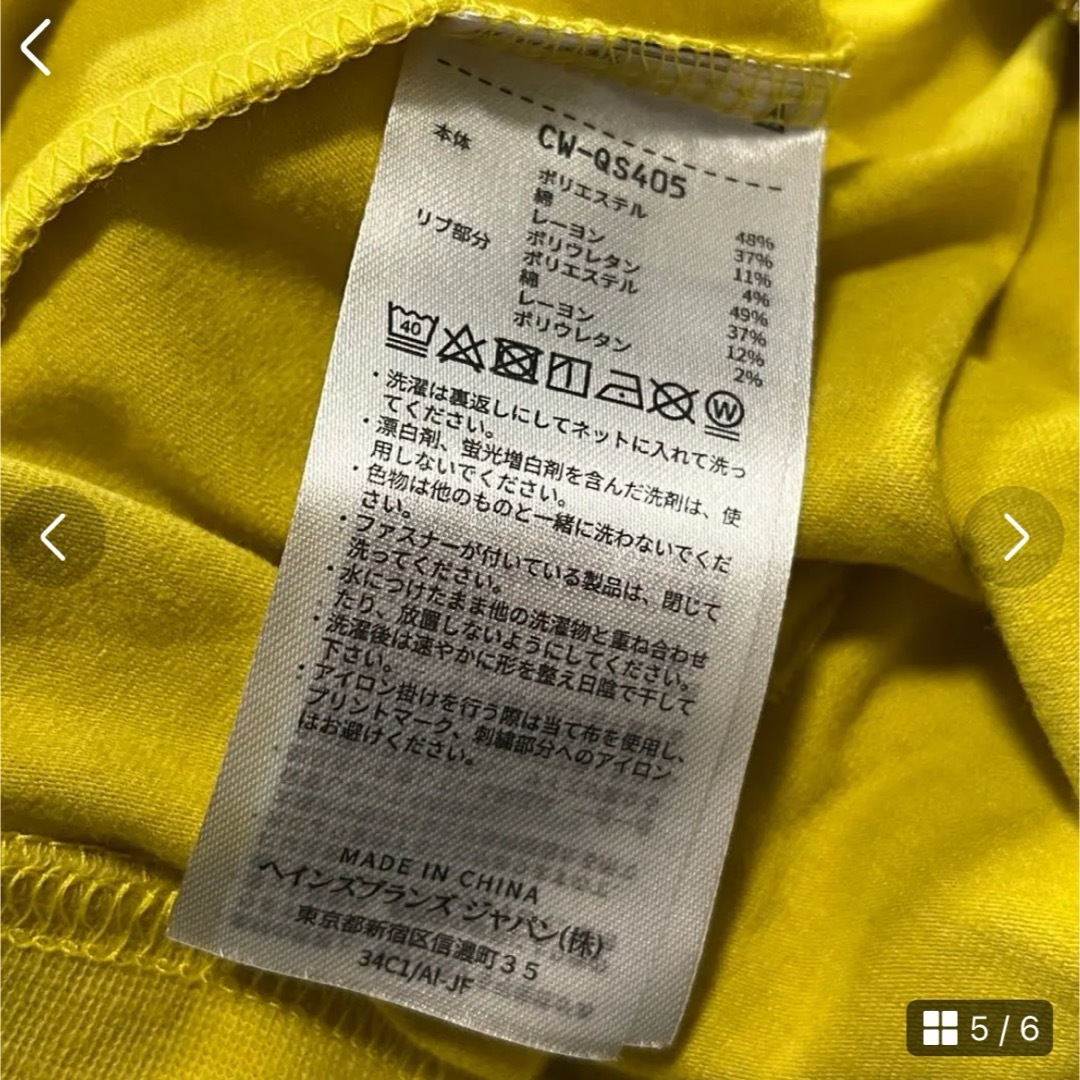 CW-QS405
本体 ポリエステル 48%
綿 37%
レーヨン 11%
ポリウレタン 4%
リブ部分 ポリエステル 49%
綿 37%
レーヨン 12%
ポリウレタン 2%
40
W
・洗濯は裏返しにしてネットに入れて洗っ
てください。
・漂白剤、蛍光増白剤を含んだ洗剤は、使
用しないでください。
・色物は他のものと一緒に洗わないでくだ
さい。
・ファスナーが付いている製品は、閉じて
洗ってください。
・水につけたまま他の洗濯物と重ね合わせ
たり、放置しないようにしてください。
・洗濯後は速やかに形を整え日陰で干して
下さい。
・アイロン掛けを行う際は当て布を使用し、
プリントマーク、刺繍部分へのアイロン
はお避けください。
MADE IN CHINA
ヘインズブランズ ジャパン(株)
東京都新宿区信濃町35
34C1/AI-JF
5 / 6